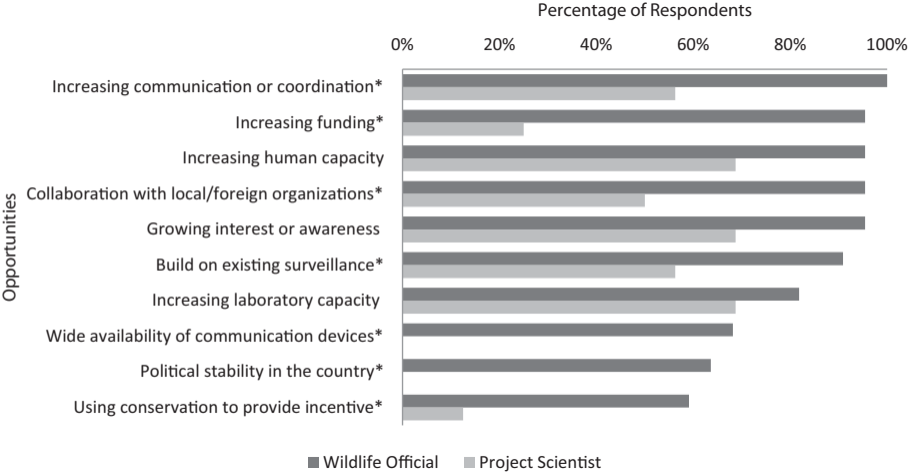 Percentage of Respondents
0% 20% 40% 60% 80% 100%
Opportunities
Increasing communication or coordination*
Increasing funding*
Increasing human capacity
Collaboration with local/foreign organizations*
Growing interest or awareness
Build on existing surveillance*
Increasing laboratory capacity
Wide availability of communication devices*
Political stability in the country*
Using conservation to provide incentive*
Wildlife Official Project Scientist